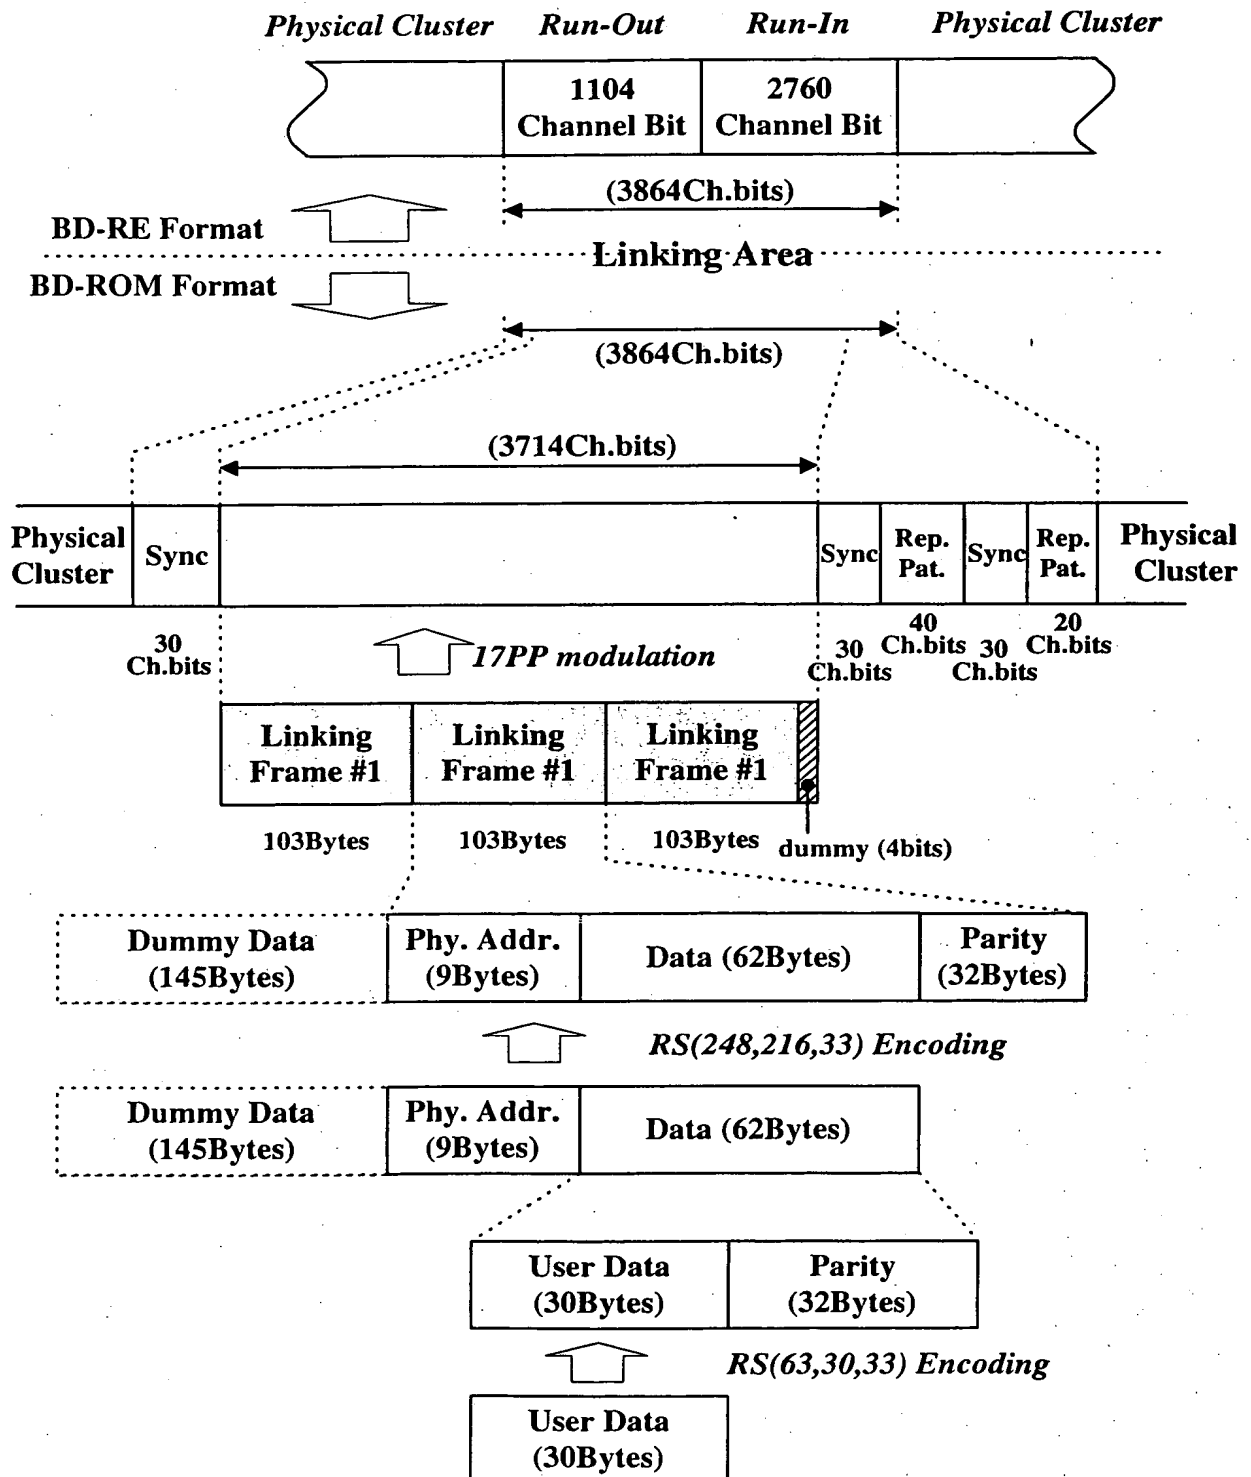 Physical Cluster Run-Out Run-In Physical Cluster
1104 2760
Channel Bit Channel Bit
(3864Ch.bits)
BD-RE Format
Linking Area
BD-ROM Format
(3864Ch.bits)
(3714Ch.bits)
Physical Cluster
Sync
Sync
Rep. Pat.
Sync
Rep. Pat.
Physical Cluster
30 Ch.bits
17PP modulation
30 Ch.bits
40 Ch.bits
30 Ch.bits
20 Ch.bits
Linking Linking Linking
Frame #1 Frame #1 Frame #1
103Bytes 103Bytes 103Bytes dummy (4bits)
Dummy Data Phy. Addr. Data (62Bytes) Parity
(145Bytes) (9Bytes) (32Bytes)
RS(248,216,33) Encoding
Dummy Data Phy. Addr. Data (62Bytes)
(145Bytes) (9Bytes)
User Data Parity
(30Bytes) (32Bytes)
RS(63,30,33) Encoding
User Data
(30Bytes)